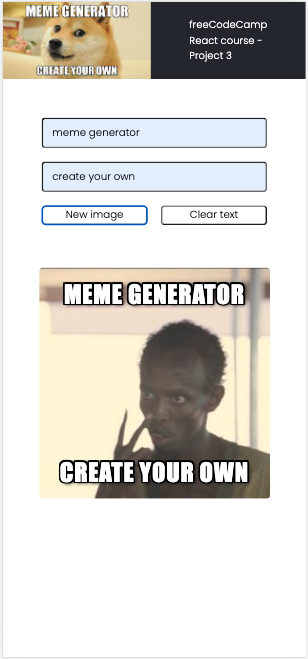 MEME GENERATOR
CREATE YOUR OWN
freeCodeCamp
React course -
Project 3
meme generator
create your own
New image
Clear text
MEME GENERATOR
CREATE YOUR OWN